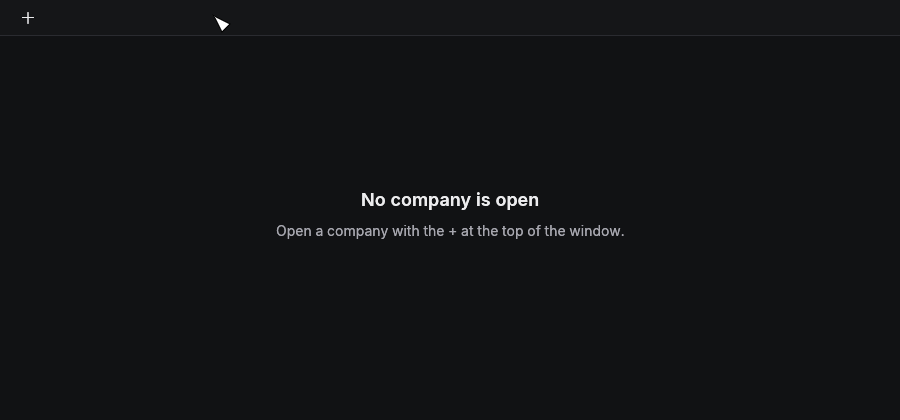 No company is open
Open a company with the + at the top of the window.